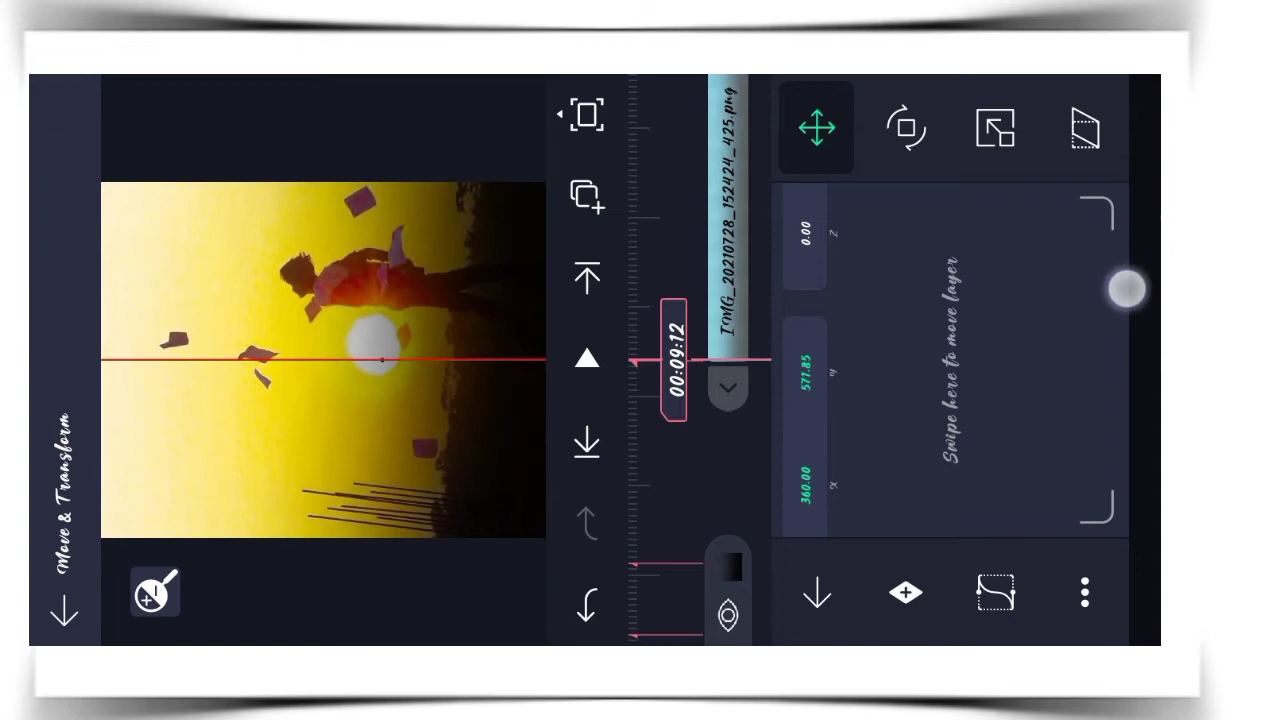 Move & Transform
00:09:12
IMG_20210728_152424_425.png
360.00
X
571.85
Y
0.00
Z
Swipe here to move layer